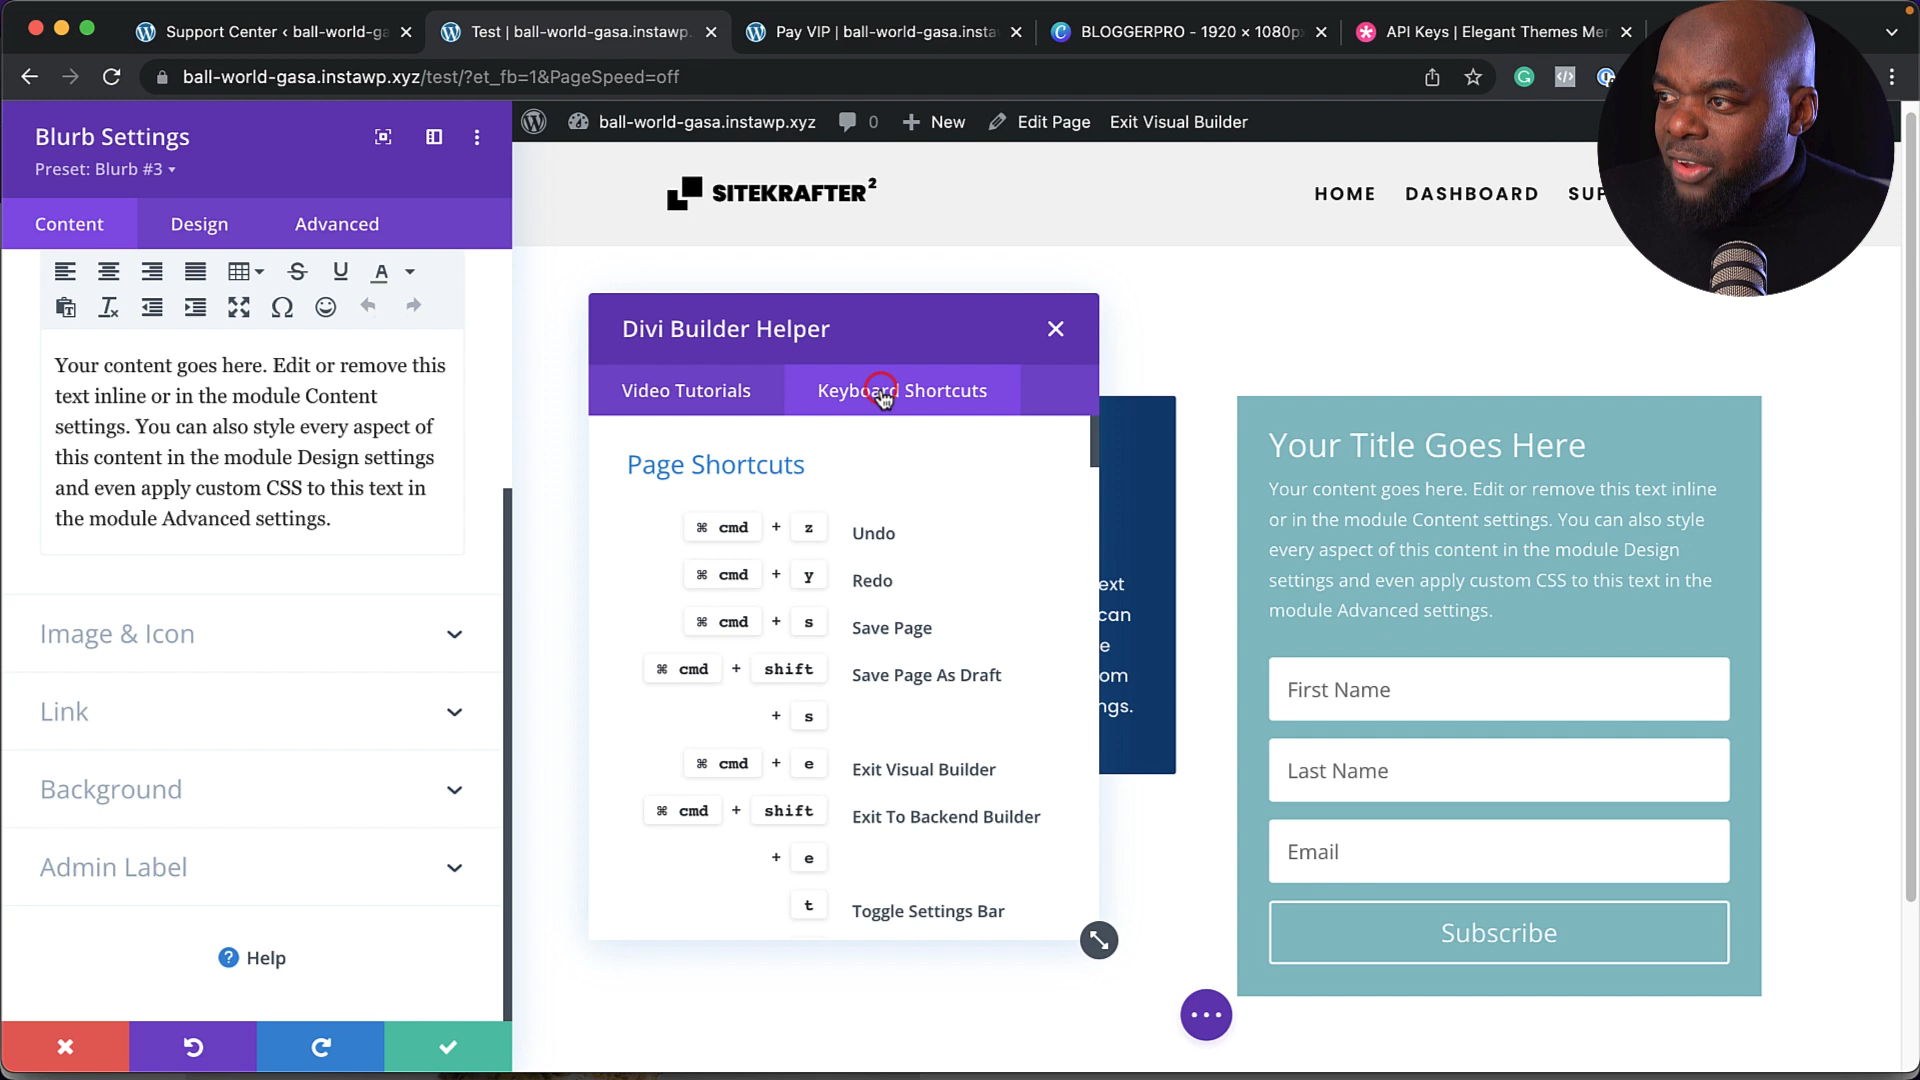 Support Center ‹ ball-world-ga
Test | ball-world-gasa.instawp.
Pay VIP | ball-world-gasa.insta
BLOGGERPRO - 1920 × 1080px
API Keys | Elegant Themes Mem
ball-world-gasa.instawp.xyz/test/?et_fb=1&PageSpeed=off
ball-world-gasa.instawp.xyz 0 New Edit Page Exit Visual Builder
Blurb Settings
Preset: Blurb #3
Content Design Advanced
Your content goes here. Edit or remove this
text inline or in the module Content
settings. You can also style every aspect of
this content in the module Design settings
and even apply custom CSS to this text in
the module Advanced settings.
Image & Icon
Link
Background
Admin Label
? Help
SITEKRAFTER²
HOME DASHBOARD SUP
Divi Builder Helper
Video Tutorials Keyboard Shortcuts
Page Shortcuts
⌘ cmd + z Undo
⌘ cmd + y Redo
⌘ cmd + s Save Page
⌘ cmd + shift Save Page As Draft
+ s
⌘ cmd + e Exit Visual Builder
⌘ cmd + shift Exit To Backend Builder
+ e
t Toggle Settings Bar
ext
can
e
om
ngs.
Your Title Goes Here
Your content goes here. Edit or remove this text inline
or in the module Content settings. You can also style
every aspect of this content in the module Design
settings and even apply custom CSS to this text in the
module Advanced settings.
First Name
Last Name
Email
Subscribe